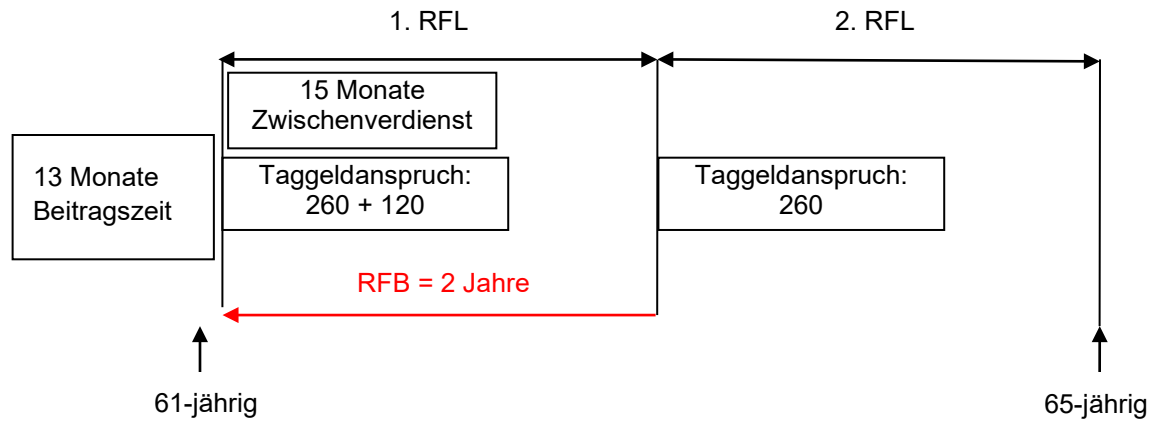 1. RFL
2. RFL
15 Monate
Zwischenverdienst
13 Monate
Beitragszeit
Taggeldanspruch:
260 + 120
Taggeldanspruch:
260
RFB = 2 Jahre
61-jährig
65-jährig